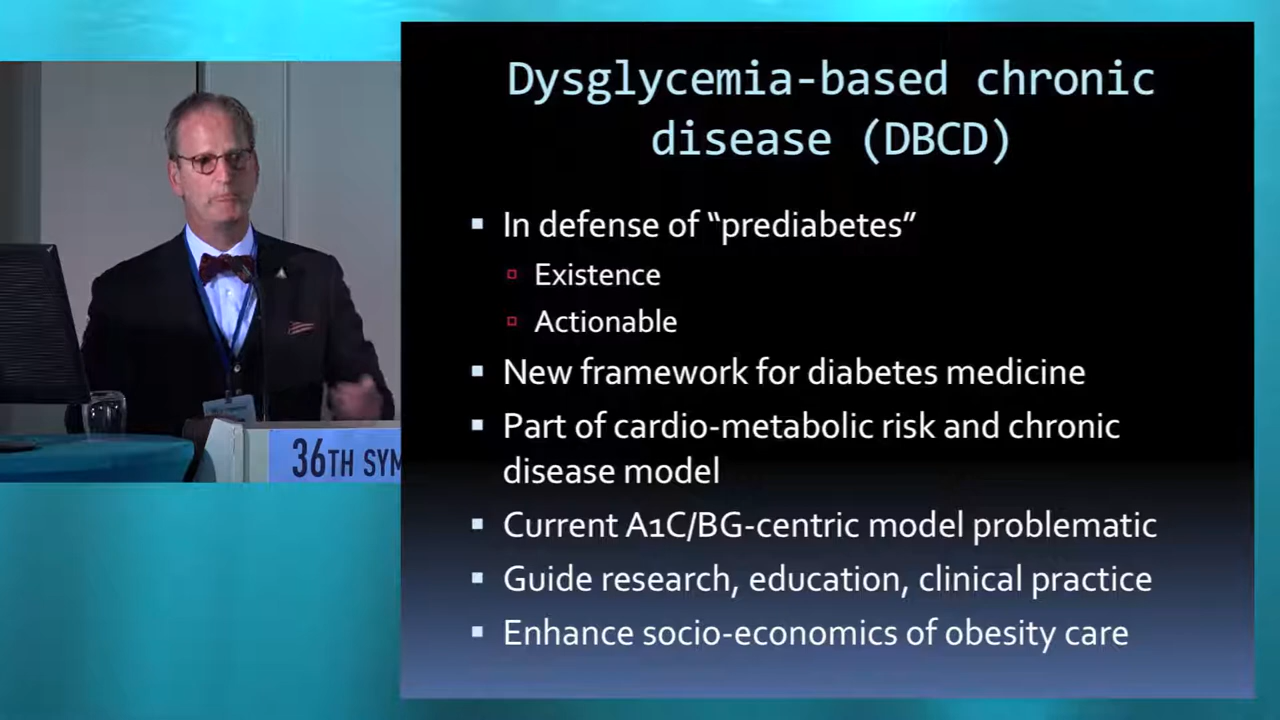 Dysglycemia-based chronic
disease (DBCD)
▪ In defense of “prediabetes”
▫ Existence
▫ Actionable
▪ New framework for diabetes medicine
▪ Part of cardio-metabolic risk and chronic
disease model
▪ Current A1C/BG-centric model problematic
▪ Guide research, education, clinical practice
▪ Enhance socio-economics of obesity care
36TH SYM